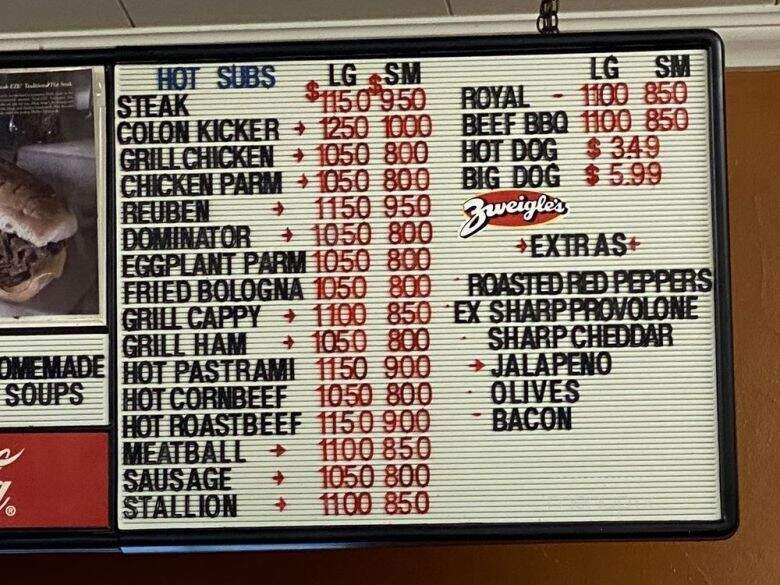 HOT SUBS LG SM
STEAK $1150 $950
COLON KICKER → 1250 1000
GRILL CHICKEN → 1050 800
CHICKEN PARM → 1050 800
REUBEN → 1150 950
DOMINATOR → 1050 800
EGGPLANT PARM 1050 800
FRIED BOLOGNA 1050 800
GRILL CAPPY → 1100 850
GRILL HAM → 1050 800
HOT PASTRAMI 1150 900
HOT CORNBEEF 1050 800
HOT ROASTBEEF 1150 900
MEATBALL → 1100 850
SAUSAGE → 1050 800
STALLION → 1100 850
LG SM
ROYAL - 1100 850
BEEF BBQ 1100 850
HOT DOG $ 3.49
BIG DOG $ 5.99
Zweigle's
→EXTRAS←
- ROASTED RED PEPPERS
- EX SHARP PROVOLONE
- SHARP CHEDDAR
→ JALAPENO
- OLIVES
- BACON
OMEMADE
SOUPS
®